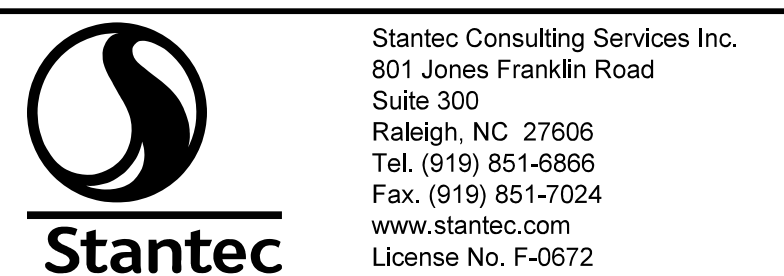 Stantec
Stantec Consulting Services Inc.
801 Jones Franklin Road
Suite 300
Raleigh, NC  27606
Tel. (919) 851-6866
Fax. (919) 851-7024
www.stantec.com
License No. F-0672